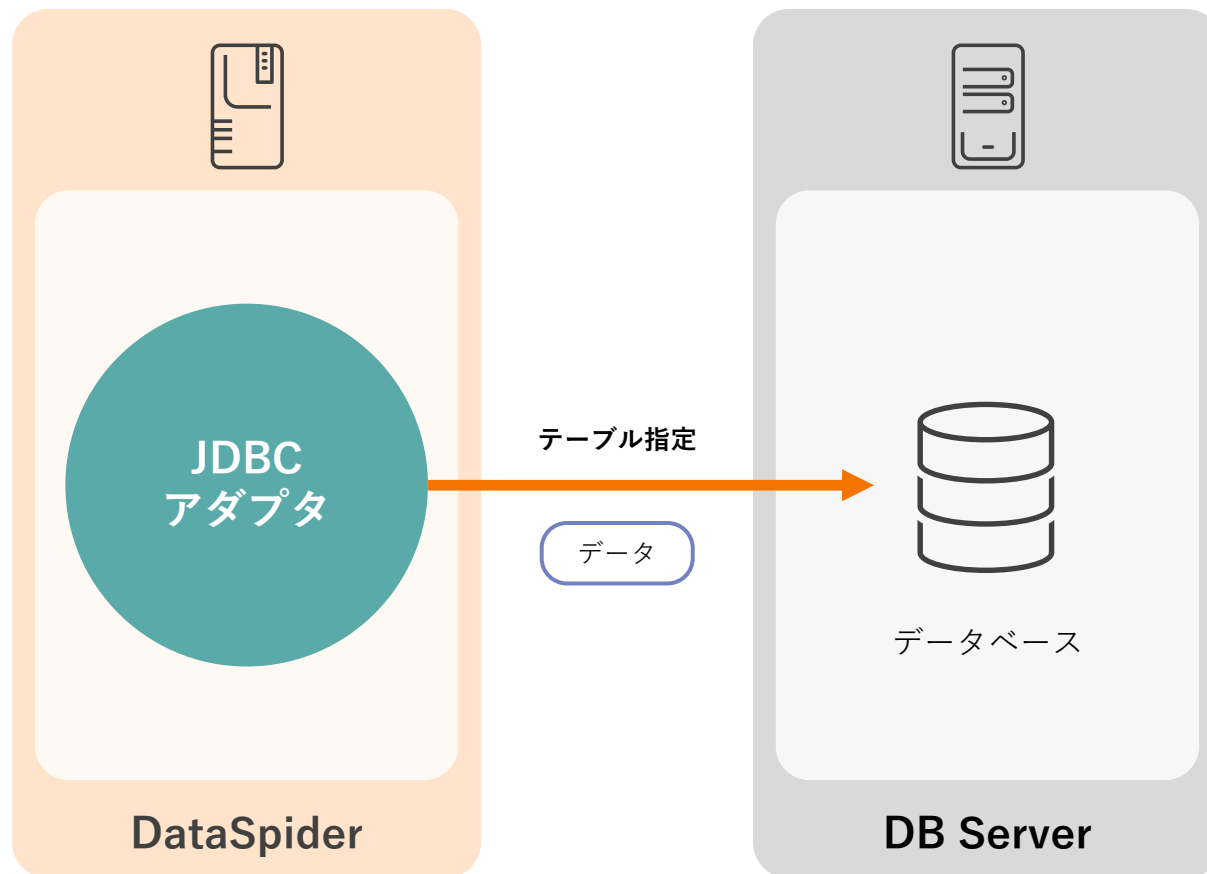 JDBC
アダプタ
テーブル指定
データ
データベース
DataSpider
DB Server